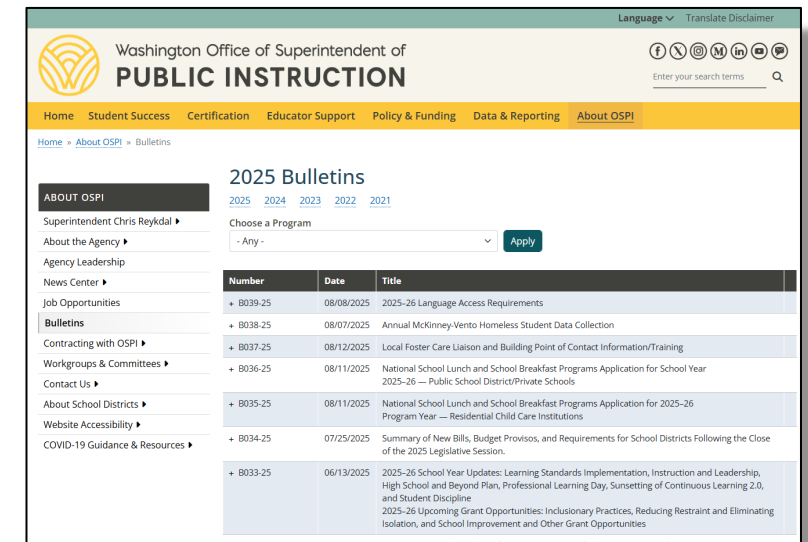 Language Translate Disclaimer
Washington Office of Superintendent of
PUBLIC INSTRUCTION
Enter your search terms
Home Student Success Certification Educator Support Policy & Funding Data & Reporting About OSPI
Home » About OSPI » Bulletins
ABOUT OSPI
Superintendent Chris Reykdal
About the Agency
Agency Leadership
News Center
Job Opportunities
Bulletins
Contracting with OSPI
Workgroups & Committees
Contact Us
About School Districts
Website Accessibility
COVID-19 Guidance & Resources
2025 Bulletins
2025 2024 2023 2022 2021
Choose a Program
- Any -
Apply
Number Date Title
+ B039-25 08/08/2025 2025–26 Language Access Requirements
+ B038-25 08/07/2025 Annual McKinney-Vento Homeless Student Data Collection
+ B037-25 08/12/2025 Local Foster Care Liaison and Building Point of Contact Information/Training
+ B036-25 08/11/2025 National School Lunch and School Breakfast Programs Application for School Year
2025–26 — Public School District/Private Schools
+ B035-25 08/11/2025 National School Lunch and School Breakfast Programs Application for 2025–26
Program Year — Residential Child Care Institutions
+ B034-25 07/25/2025 Summary of New Bills, Budget Provisos, and Requirements for School Districts Following the Close
of the 2025 Legislative Session.
+ B033-25 06/13/2025 2025–26 School Year Updates: Learning Standards Implementation, Instruction and Leadership,
High School and Beyond Plan, Professional Learning Day, Sunsetting of Continuous Learning 2.0,
and Student Discipline
2025–26 Upcoming Grant Opportunities: Inclusionary Practices, Reducing Restraint and Eliminating
Isolation, and School Improvement and Other Grant Opportunities